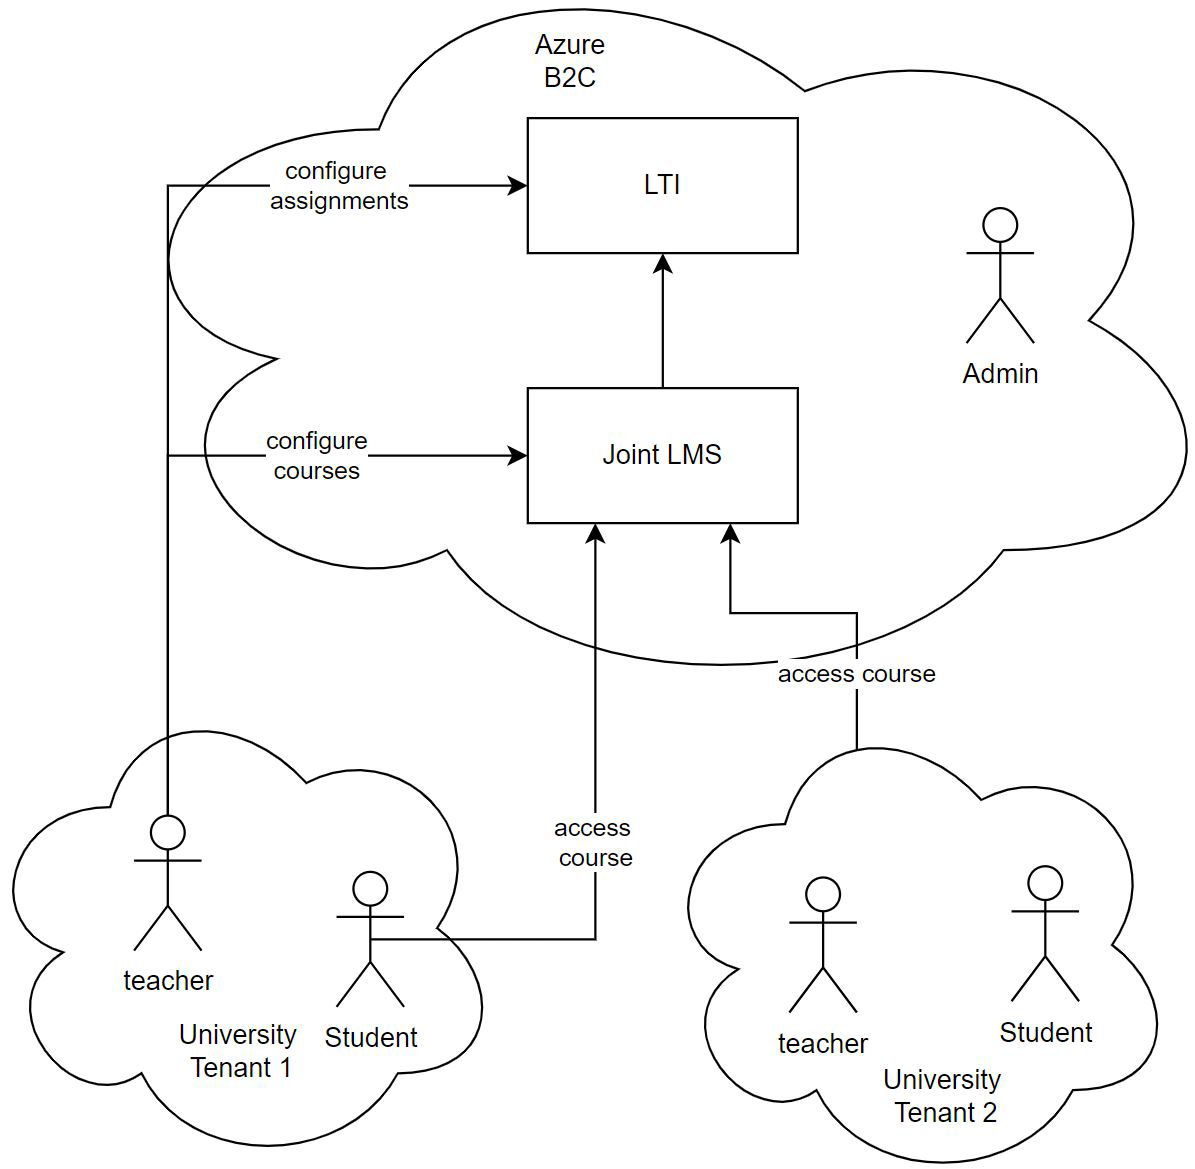 Azure
B2C
configure
assignments
LTI
Admin
configure
courses
Joint LMS
access course
access
course
teacher
Student
University
Tenant 1
teacher
Student
University
Tenant 2